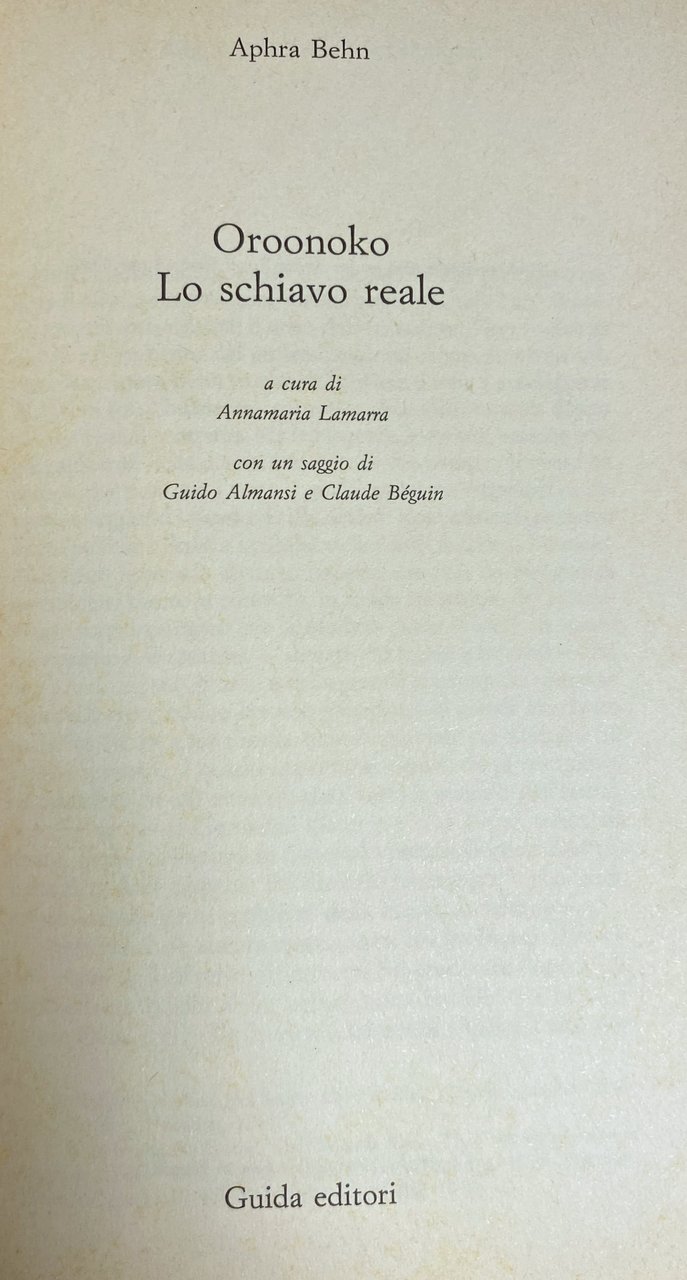 Aphra Behn
Oroonoko
Lo schiavo reale
a cura di
Annamaria Lamarra
con un saggio di
Guido Almansi e Claude Béguin
Guida editori